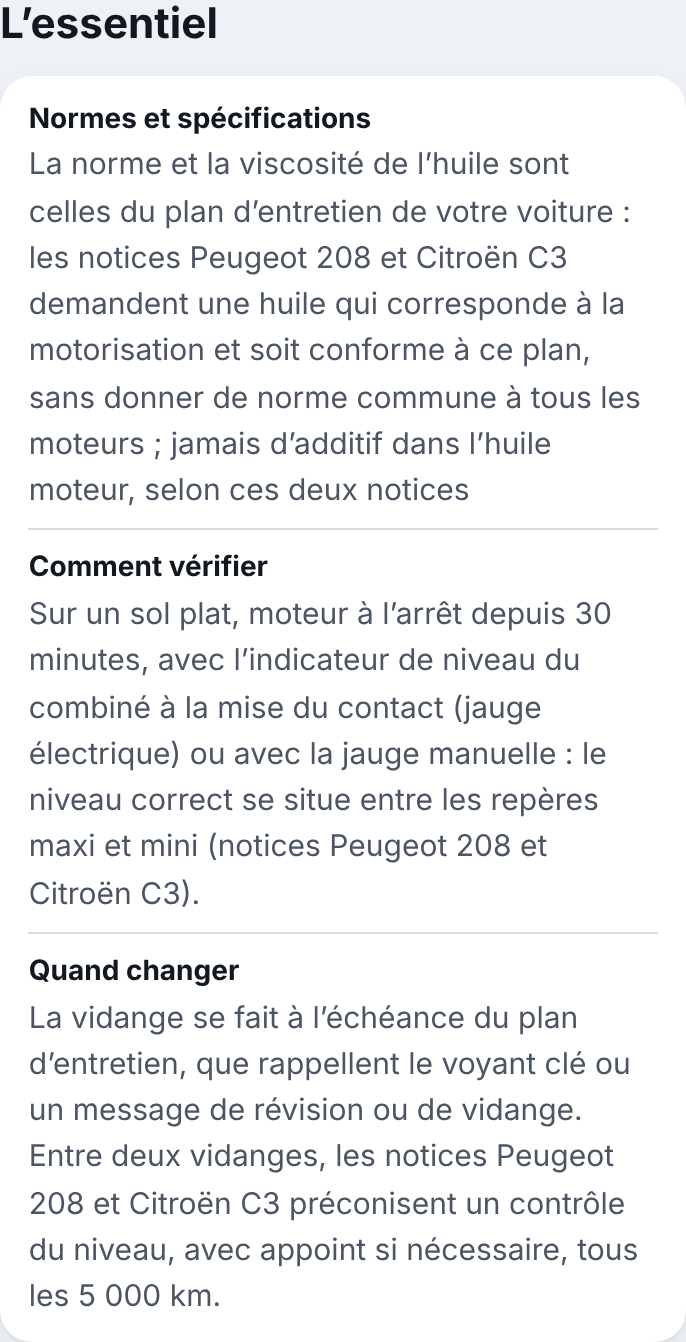 L’essentiel
Normes et spécifications
La norme et la viscosité de l’huile sont
celles du plan d’entretien de votre voiture :
les notices Peugeot 208 et Citroën C3
demandent une huile qui corresponde à la
motorisation et soit conforme à ce plan,
sans donner de norme commune à tous les
moteurs ; jamais d’additif dans l’huile
moteur, selon ces deux notices
Comment vérifier
Sur un sol plat, moteur à l’arrêt depuis 30
minutes, avec l’indicateur de niveau du
combiné à la mise du contact (jauge
électrique) ou avec la jauge manuelle : le
niveau correct se situe entre les repères
maxi et mini (notices Peugeot 208 et
Citroën C3).
Quand changer
La vidange se fait à l’échéance du plan
d’entretien, que rappellent le voyant clé ou
un message de révision ou de vidange.
Entre deux vidanges, les notices Peugeot
208 et Citroën C3 préconisent un contrôle
du niveau, avec appoint si nécessaire, tous
les 5 000 km.